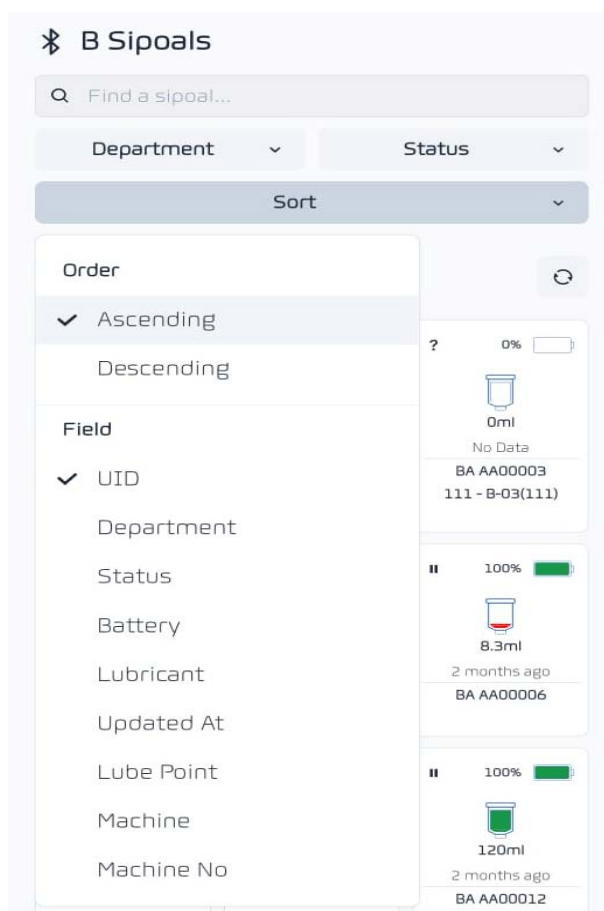 B Sipoals
Find a sipoal...
Department
Status
Sort
Order
Ascending
Descending
Field
UID
Department
Status
Battery
Lubricant
Updated At
Lube Point
Machine
Machine No
? 0%
0ml
No Data
BA AA00003
111 - B-03(111)
100%
8.3ml
2 months ago
BA AA00006
100%
120ml
2 months ago
BA AA00012